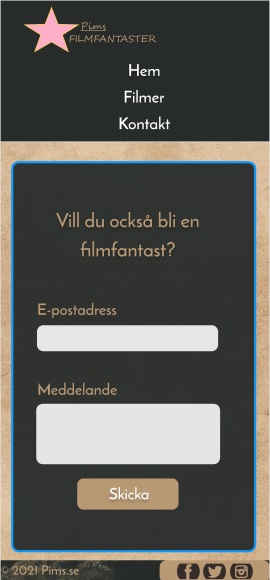 Pims
FILMFANTASTER
Hem
Filmer
Kontakt
Vill du också bli en
filmfantast?
E-postadress
Meddelande
Skicka
© 2021 Pims.se